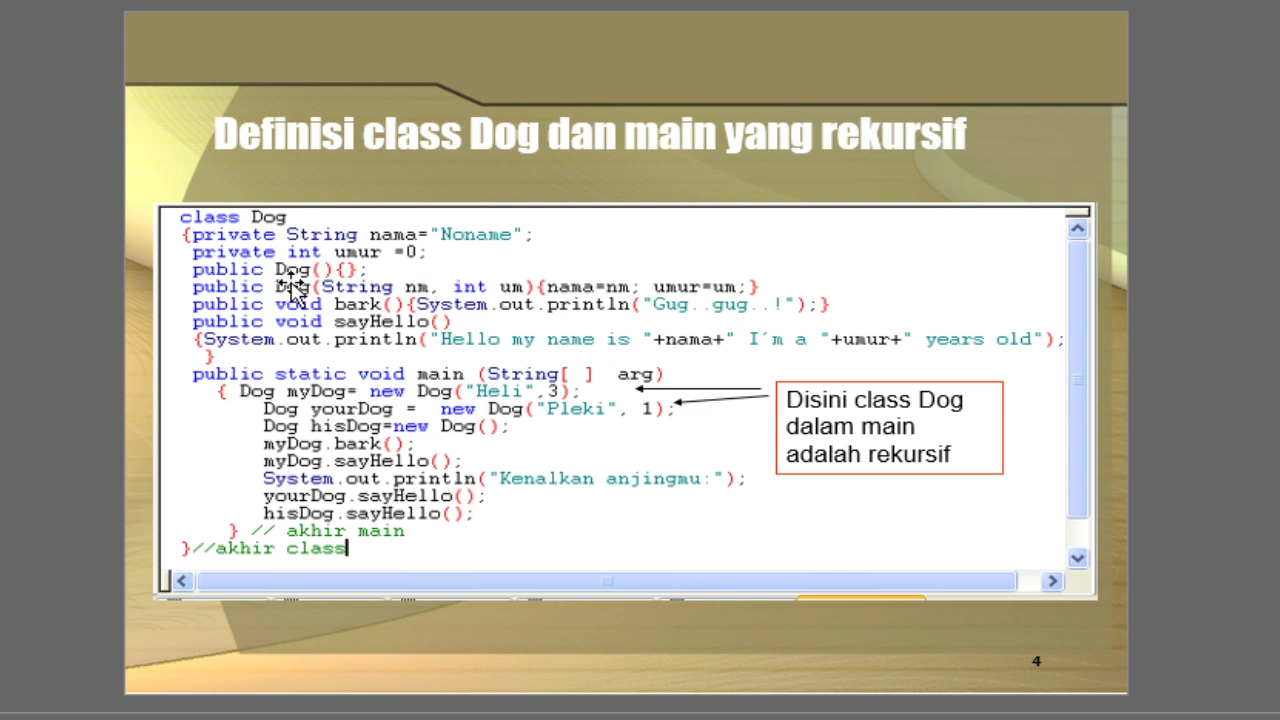 Definisi class Dog dan main yang rekursif
class Dog
{private String nama="Noname";
private int umur =0;
public Dog(){};
public Dog(String nm, int um){nama=nm; umur=um;}
public void bark(){System.out.println("Gug..gug..!");}
public void sayHello()
{System.out.println("Hello my name is "+nama+" I´m a "+umur+" years old");
}
public static void main (String[ ]  arg)
{ Dog myDog= new Dog("Heli",3);
Dog yourDog =  new Dog("Pleki", 1);
Dog hisDog=new Dog();
myDog.bark();
myDog.sayHello();
System.out.println("Kenalkan anjingmu:");
yourDog.sayHello();
hisDog.sayHello();
} // akhir main
}//akhir class
Disini class Dog
dalam main
adalah rekursif
4